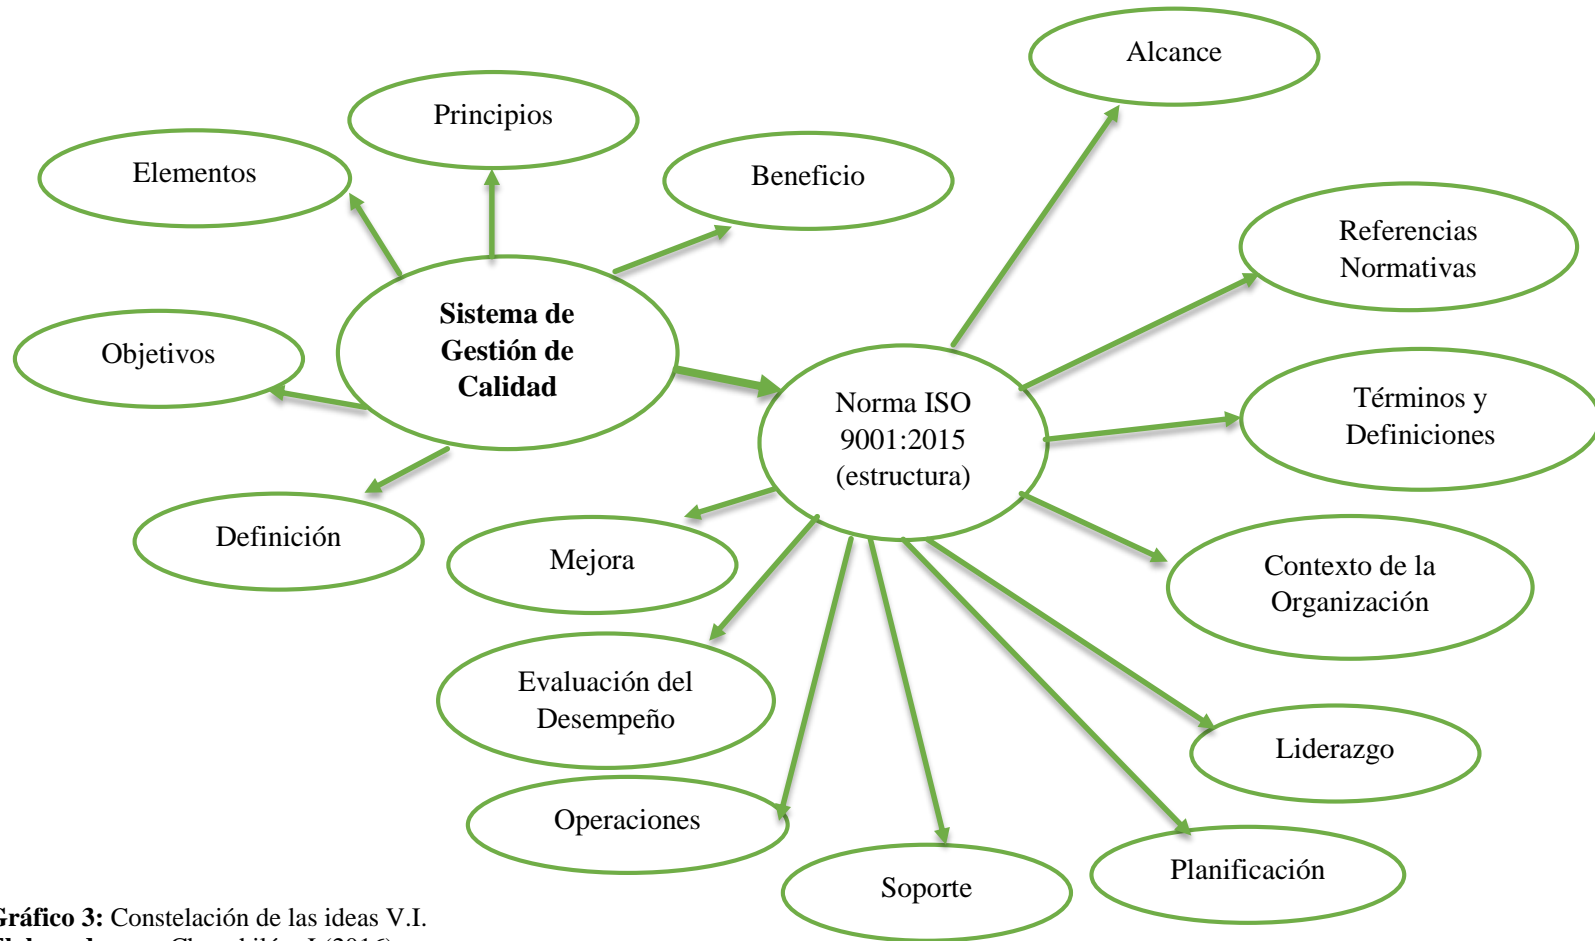 Alcance
Principios
Elementos
Beneficio
Referencias
Normativas
Sistema de
Gestión de
Calidad
Objetivos
Norma ISO
9001:2015
(estructura)
Términos y
Definiciones
Definición
Mejora
Contexto de la
Organización
Evaluación del
Desempeño
Liderazgo
Operaciones
Planificación
Soporte
Gráfico 3: Constelación de las ideas V.I.